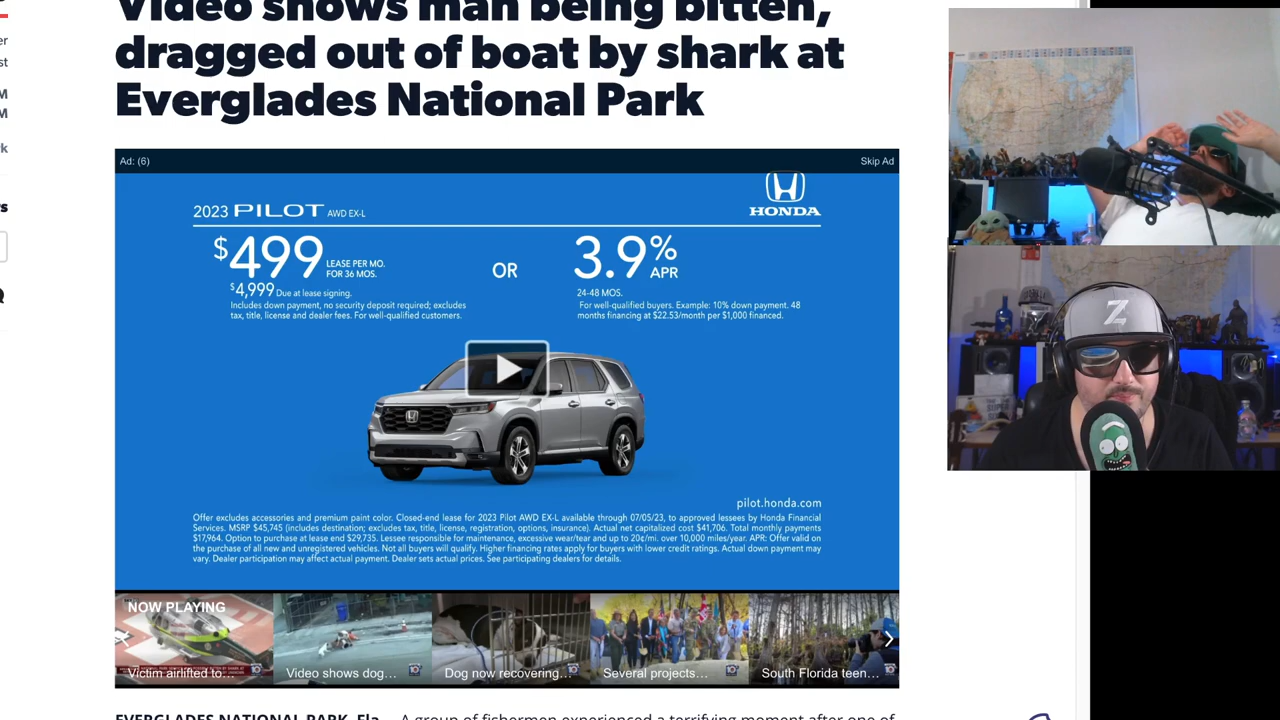 Video shows man being bitten,
dragged out of boat by shark at
Everglades National Park
Ad: (6)
Skip Ad
2023 PILOT AWD EX-L
HONDA
$499 LEASE PER MO.
FOR 36 MOS.
$4,999 Due at lease signing.
Includes down payment, no security deposit required; excludes
tax, title, license and dealer fees. For well-qualified customers.
OR
3.9% APR
24-48 MOS.
For well-qualified buyers. Example: 10% down payment. 48
months financing at $22.53/month per $1,000 financed.
pilot.honda.com
Offer excludes accessories and premium paint color. Closed-end lease for 2023 Pilot AWD EX-L available through 07/05/23, to approved lessees by Honda Financial
Services. MSRP $45,745 (includes destination; excludes tax, title, license, registration, options, insurance). Actual net capitalized cost $41,706. Total monthly payments
$17,964. Option to purchase at lease end $29,735. Lessee responsible for maintenance, excessive wear/tear and up to 20¢/mi. over 10,000 miles/year. APR: Offer valid on
the purchase of all new and unregistered vehicles. Not all buyers will qualify. Higher financing rates apply for buyers with lower credit ratings. Actual down payment may
vary. Dealer participation may affect actual payment. Dealer sets actual prices. See participating dealers for details.
NOW PLAYING
Victim airlifted to...
Video shows dog...
Dog now recovering...
Several projects...
South Florida teen...
EVERGLADES NATIONAL PARK, Fla. – A group of fishermen experienced a terrifying moment after one of